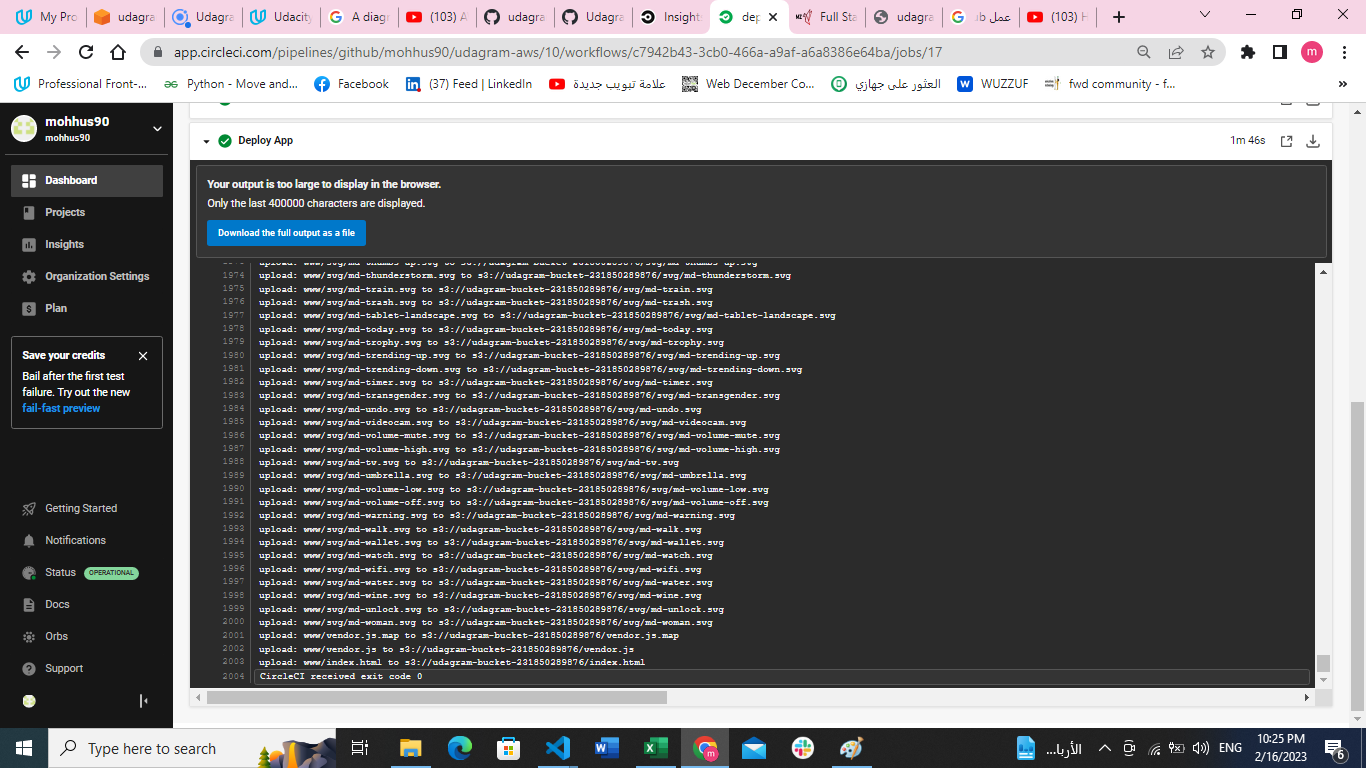 My Pro
udagra
Udagra
Udacity
A diagr
(103) A
udagra
Udagra
Insight
dep
Full Sta
udagra
عمل ub
(103) H
app.circleci.com/pipelines/github/mohhus90/udagram-aws/10/workflows/c7942b43-3cb0-466a-a9af-a6a8386e64ba/jobs/17
m
Professional Front-...
Python - Move and...
Facebook
(37) Feed | LinkedIn
علامة تبويب جديدة
Web December Co...
العثور على جهازي
WUZZUF
fwd community - f...
mohhus90
mohhus90
Dashboard
Projects
Insights
Organization Settings
Plan
Save your credits
Bail after the first test
failure. Try out the new
fail-fast preview
Getting Started
Notifications
Status OPERATIONAL
Docs
Orbs
Support
Deploy App
1m 46s
Your output is too large to display in the browser.
Only the last 400000 characters are displayed.
Download the full output as a file
1974 upload: www/svg/md-thunderstorm.svg to s3://udagram-bucket-231850289876/svg/md-thunderstorm.svg
1975 upload: www/svg/md-train.svg to s3://udagram-bucket-231850289876/svg/md-train.svg
1976 upload: www/svg/md-trash.svg to s3://udagram-bucket-231850289876/svg/md-trash.svg
1977 upload: www/svg/md-tablet-landscape.svg to s3://udagram-bucket-231850289876/svg/md-tablet-landscape.svg
1978 upload: www/svg/md-today.svg to s3://udagram-bucket-231850289876/svg/md-today.svg
1979 upload: www/svg/md-trophy.svg to s3://udagram-bucket-231850289876/svg/md-trophy.svg
1980 upload: www/svg/md-trending-up.svg to s3://udagram-bucket-231850289876/svg/md-trending-up.svg
1981 upload: www/svg/md-trending-down.svg to s3://udagram-bucket-231850289876/svg/md-trending-down.svg
1982 upload: www/svg/md-timer.svg to s3://udagram-bucket-231850289876/svg/md-timer.svg
1983 upload: www/svg/md-transgender.svg to s3://udagram-bucket-231850289876/svg/md-transgender.svg
1984 upload: www/svg/md-undo.svg to s3://udagram-bucket-231850289876/svg/md-undo.svg
1985 upload: www/svg/md-videocam.svg to s3://udagram-bucket-231850289876/svg/md-videocam.svg
1986 upload: www/svg/md-volume-mute.svg to s3://udagram-bucket-231850289876/svg/md-volume-mute.svg
1987 upload: www/svg/md-volume-high.svg to s3://udagram-bucket-231850289876/svg/md-volume-high.svg
1988 upload: www/svg/md-tv.svg to s3://udagram-bucket-231850289876/svg/md-tv.svg
1989 upload: www/svg/md-umbrella.svg to s3://udagram-bucket-231850289876/svg/md-umbrella.svg
1990 upload: www/svg/md-volume-low.svg to s3://udagram-bucket-231850289876/svg/md-volume-low.svg
1991 upload: www/svg/md-volume-off.svg to s3://udagram-bucket-231850289876/svg/md-volume-off.svg
1992 upload: www/svg/md-warning.svg to s3://udagram-bucket-231850289876/svg/md-warning.svg
1993 upload: www/svg/md-walk.svg to s3://udagram-bucket-231850289876/svg/md-walk.svg
1994 upload: www/svg/md-wallet.svg to s3://udagram-bucket-231850289876/svg/md-wallet.svg
1995 upload: www/svg/md-watch.svg to s3://udagram-bucket-231850289876/svg/md-watch.svg
1996 upload: www/svg/md-wifi.svg to s3://udagram-bucket-231850289876/svg/md-wifi.svg
1997 upload: www/svg/md-water.svg to s3://udagram-bucket-231850289876/svg/md-water.svg
1998 upload: www/svg/md-wine.svg to s3://udagram-bucket-231850289876/svg/md-wine.svg
1999 upload: www/svg/md-unlock.svg to s3://udagram-bucket-231850289876/svg/md-unlock.svg
2000 upload: www/svg/md-woman.svg to s3://udagram-bucket-231850289876/svg/md-woman.svg
2001 upload: www/vendor.js.map to s3://udagram-bucket-231850289876/vendor.js.map
2002 upload: www/vendor.js to s3://udagram-bucket-231850289876/vendor.js
2003 upload: www/index.html to s3://udagram-bucket-231850289876/index.html
2004 CircleCI received exit code 0
Type here to search
الأربا...
ENG
10:25 PM
2/16/2023
6